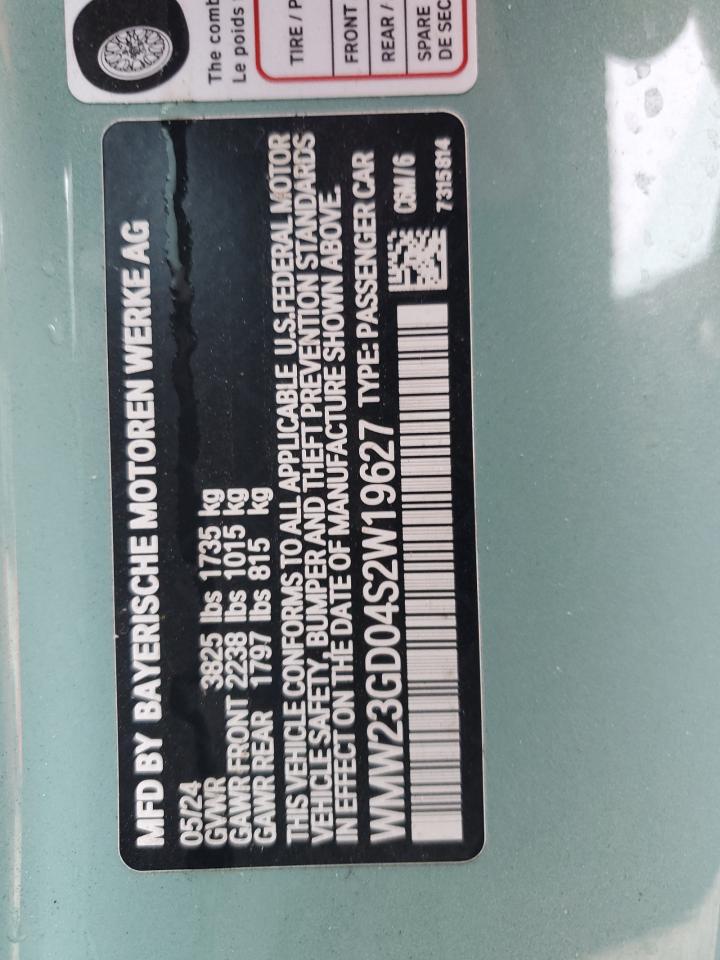 MFD BY BAYERISCHE MOTOREN WERKE AG
05/24
GVWR 3825 lbs 1735 kg
GAWR FRONT 2238 lbs 1015 kg
GAWR REAR 1797 lbs 815 kg
THIS VEHICLE CONFORMS TO ALL APPLICABLE U.S. FEDERAL MOTOR
VEHICLE SAFETY, BUMPER AND THEFT PREVENTION STANDARDS
IN EFFECT ON THE DATE OF MANUFACTURE SHOWN ABOVE.
WMW23GD04S2W19627 TYPE: PASSENGER CAR
C6M/6
7315814
The comb
Le poids
TIRE / P
FRONT
REAR /
SPARE
DE SEC